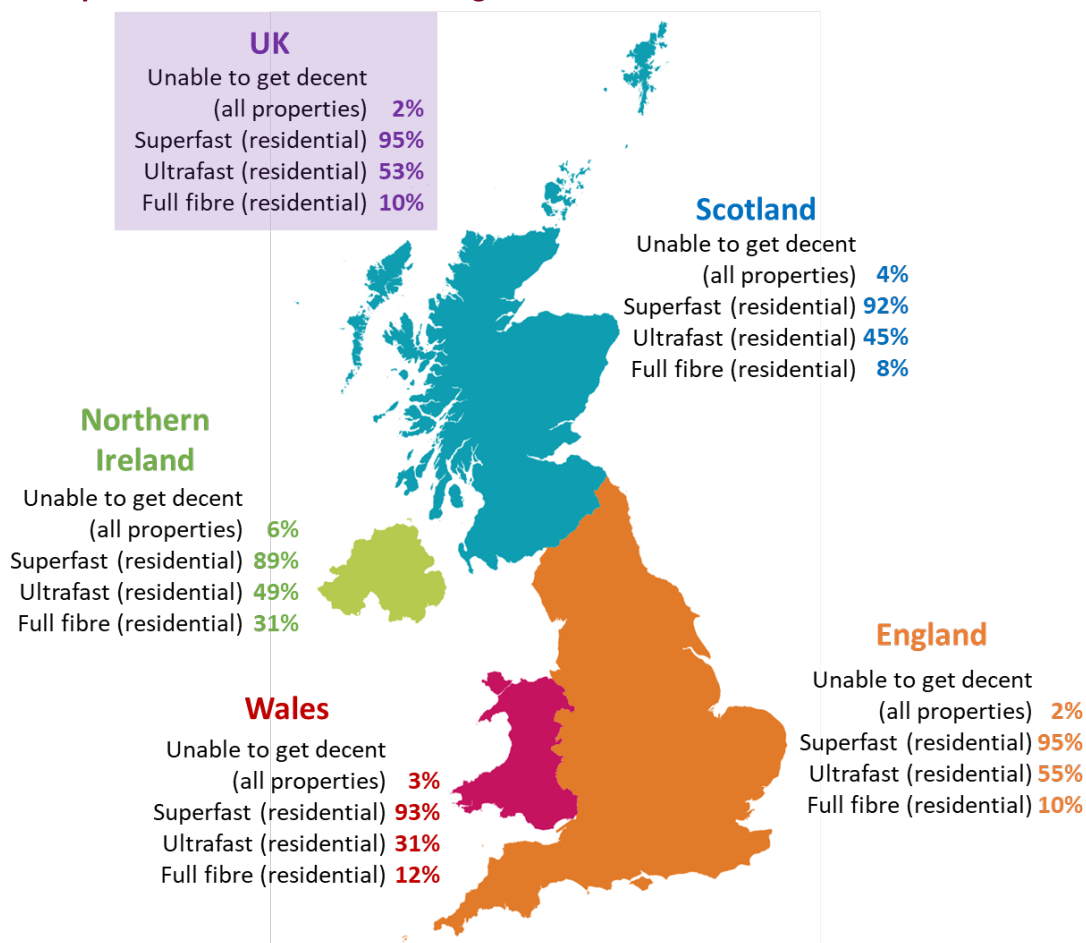 UK
Unable to get decent
(all properties) 2%
Superfast (residential) 95%
Ultrafast (residential) 53%
Full fibre (residential) 10%
Scotland
Unable to get decent
(all properties) 4%
Superfast (residential) 92%
Ultrafast (residential) 45%
Full fibre (residential) 8%
Northern
Ireland
Unable to get decent
(all properties) 6%
Superfast (residential) 89%
Ultrafast (residential) 49%
Full fibre (residential) 31%
England
Unable to get decent
(all properties) 2%
Superfast (residential) 95%
Ultrafast (residential) 55%
Full fibre (residential) 10%
Wales
Unable to get decent
(all properties) 3%
Superfast (residential) 93%
Ultrafast (residential) 31%
Full fibre (residential) 12%